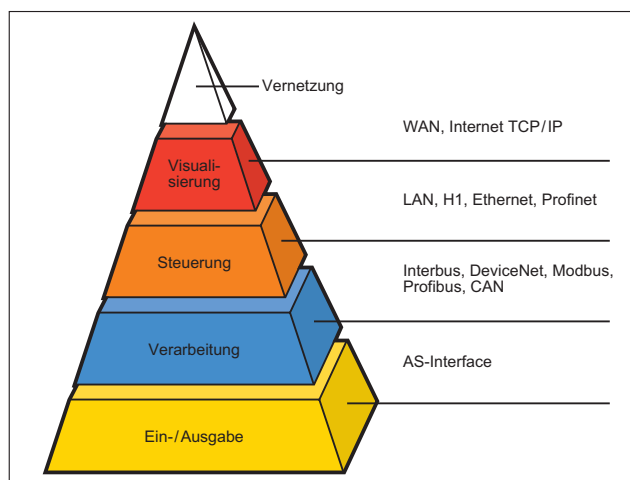 Vernetzung
WAN, Internet TCP/IP
Visuali-
sierung
LAN, H1, Ethernet, Profinet
Steuerung
Interbus, DeviceNet, Modbus,
Profibus, CAN
Verarbeitung
AS-Interface
Ein-/Ausgabe